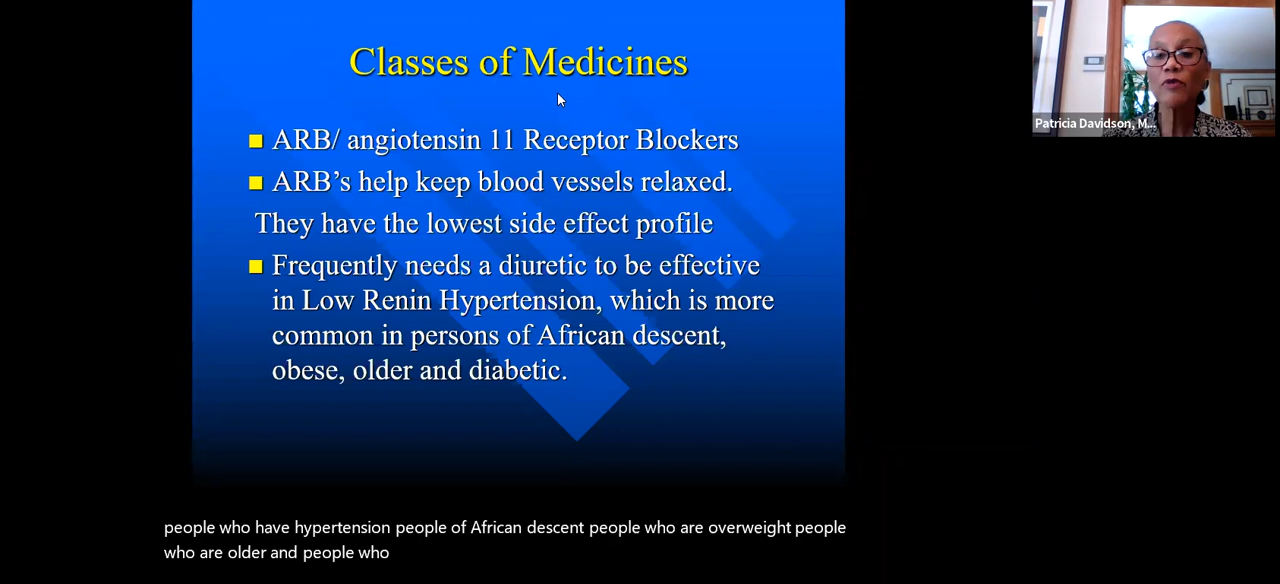 Classes of Medicines
ARB/ angiotensin 11 Receptor Blockers
ARB's help keep blood vessels relaxed.
They have the lowest side effect profile
Frequently needs a diuretic to be effective
in Low Renin Hypertension, which is more
common in persons of African descent,
obese, older and diabetic.
Patricia Davidson, M...
people who have hypertension people of African descent people who are overweight people
who are older and people who